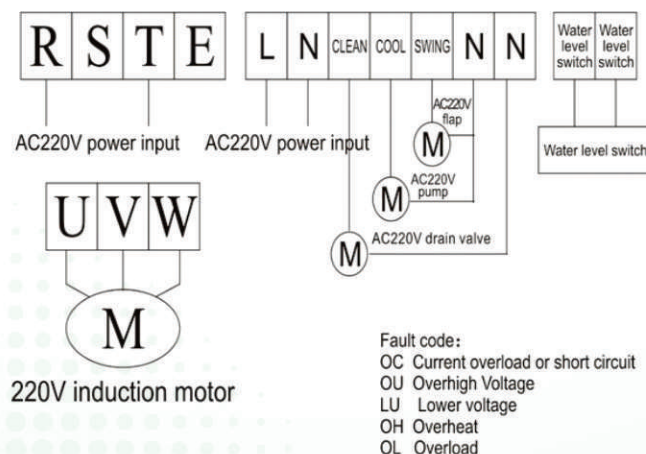 R S T E
L N CLEAN COOL SWING N N
Water level switch
Water level switch
AC220V power input
AC220V power input
AC220V
flap
M
Water level switch
AC220V
pump
M
AC220V drain valve
M
U V W
M
220V induction motor
Fault code:
OC Current overload or short circuit
OU Overhigh Voltage
LU Lower voltage
OH Overheat
OL Overload